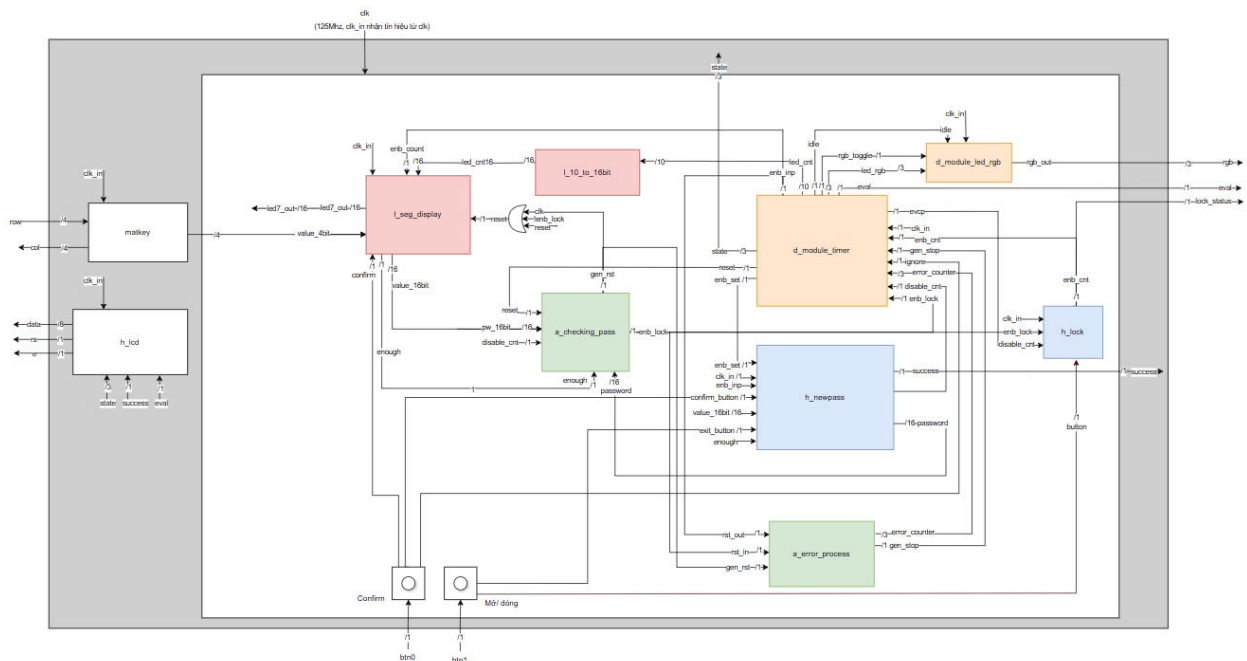 clk
(125Mhz, clk_in nhận tín hiệu từ clk)
state
/3
clk_in
idle
enb_count
/1
/16
led_cnt16
/16
l_10_to_16bit
/10
led_cnt
enb_inp
/1
/10
idle
/1
/1
/3
/1
rgb_toggle
/1
led_rgb
/3
eval
d_module_led_rgb
rgb_out
/3
rgb
/1
eval
/1
lock_status
clk_in
clk_in
row
/4
matkey
col
/4
/4
value_4bit
led7_out
/16
led7_out
/16
l_seg_display
/1
reset
clk
enb_lock
reset
confirm
/1
/1
/16
value_16bit
enough
gen_rst
/1
state
/3
d_module_timer
reset
/1
enb_set
/1
evcp
/1
clk_in
/1
enb_cnt
/1
gen_stop
/1
ignore
/3
error_counter
/1
disable_cnt
/1
enb_lock
enb_cnt
/1
clk_in
enb_lock
disable_cnt
h_lock
clk_in
data
/8
rs
/1
e
/1
h_lcd
/3
/1
/1
state
success
eval
reset
/1
pw_16bit
/16
disable_cnt
/1
a_checking_pass
/1
enb_lock
enough
/1
/16
password
1
enb_set
/1
clk_in
/1
enb_inp
confirm_button
/1
value_16bit
/16
exit_button
/1
enough
h_newpass
/1
success
/16
password
/1
success
/1
button
rst_out
/1
rst_in
/1
gen_rst
/1
a_error_process
/3
error_counter
/1
gen_stop
Confirm
Mở/ đóng
/1
btn0
/1
btn1